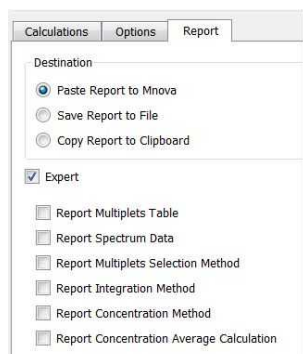 Calculations Options Report
Destination
Paste Report to Mnova
Save Report to File
Copy Report to Clipboard
Expert
Report Multiplets Table
Report Spectrum Data
Report Multiplets Selection Method
Report Integration Method
Report Concentration Method
Report Concentration Average Calculation